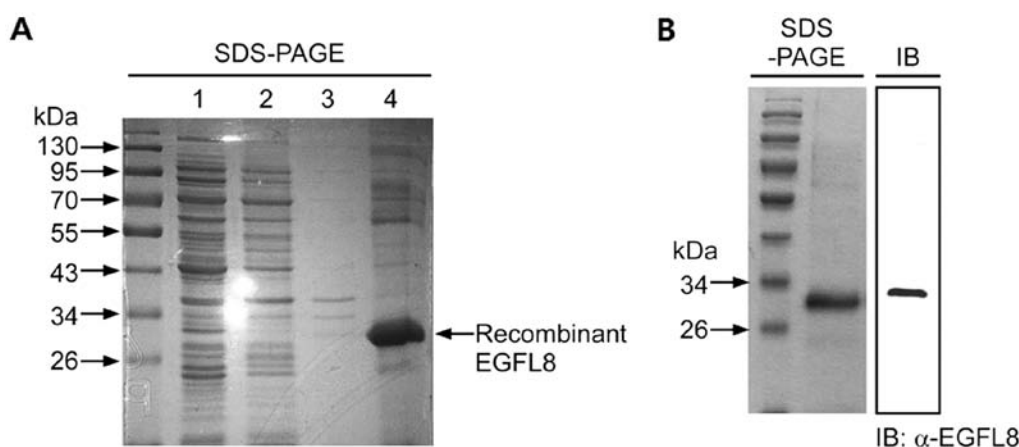 A
SDS-PAGE
1 2 3 4
kDa
130
95
70
55
43
34
26
Recombinant
EGFL8
B
SDS
-PAGE
IB
kDa
34
26
IB: α-EGFL8